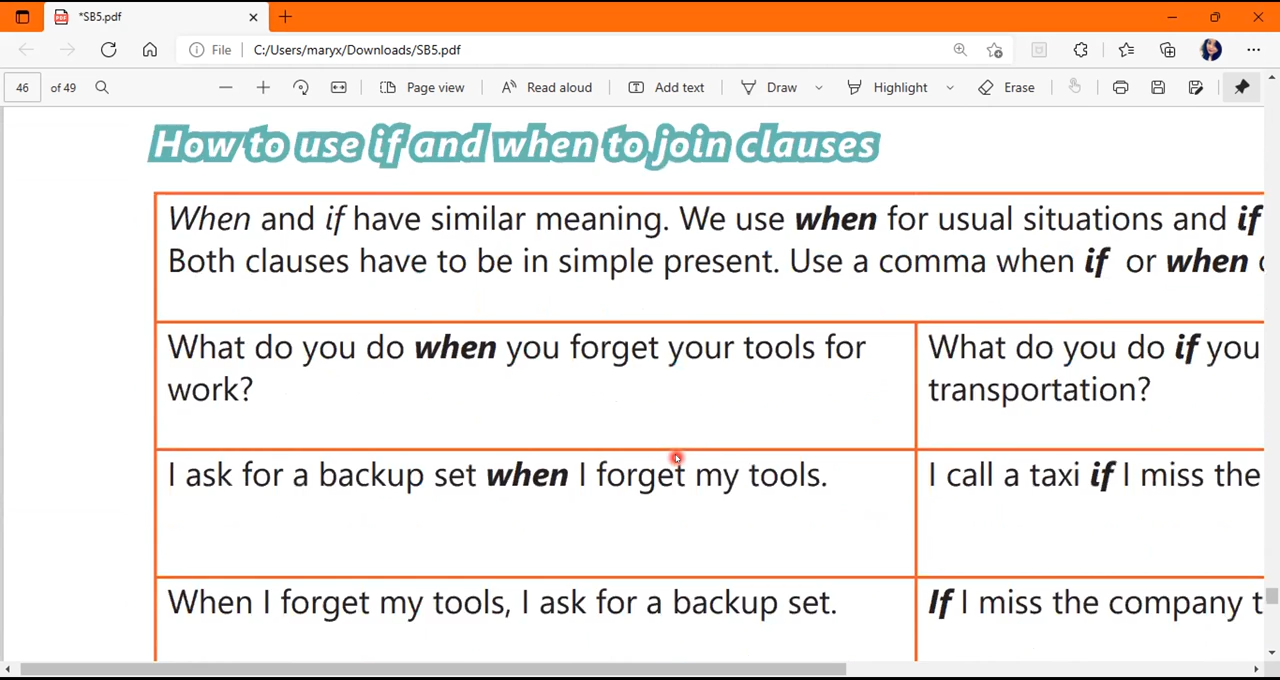 *SB5.pdf
File C:/Users/maryx/Downloads/SB5.pdf
46 of 49 Page view Read aloud Add text Draw Highlight Erase
How to use if and when to join clauses
When and if have similar meaning. We use when for usual situations and if
Both clauses have to be in simple present. Use a comma when if or when
What do you do when you forget your tools for
work?
What do you do if you
transportation?
I ask for a backup set when I forget my tools.
I call a taxi if I miss the
When I forget my tools, I ask for a backup set.
If I miss the company t